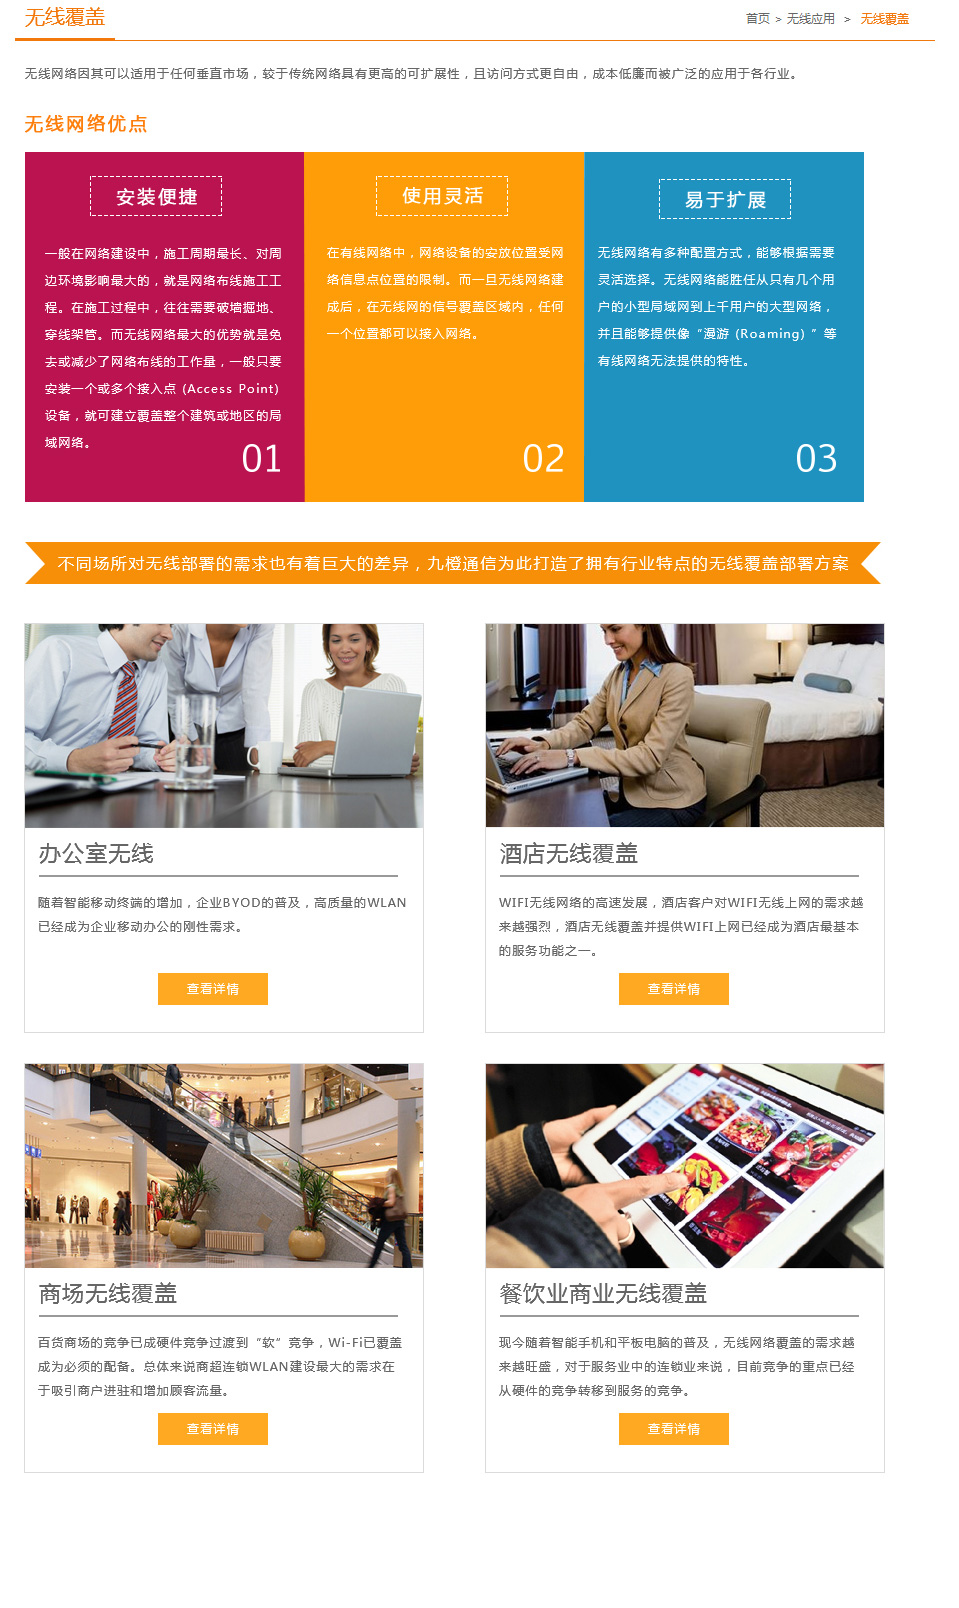 无线覆盖
首页 > 无线应用 > 无线覆盖
无线网络因其可以适用于任何垂直市场，较于传统网络具有更高的可扩展性，且访问方式更自由，成本低廉而被广泛的应用于各行业。
无线网络优点
安装便捷
一般在网络建设中，施工周期最长、对周
边环境影响最大的，就是网络布线施工工
程。在施工过程中，往往需要破墙掘地、
穿线架管。而无线网络最大的优势就是免
去或减少了网络布线的工作量，一般只要
安装一个或多个接入点 (Access Point)
设备，就可建立覆盖整个建筑或地区的局
域网络。
01
使用灵活
在有线网络中，网络设备的安放位置受网
络信息点位置的限制。而一旦无线网络建
成后，在无线网的信号覆盖区域内，任何
一个位置都可以接入网络。
02
易于扩展
无线网络有多种配置方式，能够根据需要
灵活选择。无线网络能胜任从只有几个用
户的小型局域网到上千用户的大型网络，
并且能够提供像“漫游 (Roaming) ”等
有线网络无法提供的特性。
03
不同场所对无线部署的需求也有着巨大的差异，九橙通信为此打造了拥有行业特点的无线覆盖部署方案
办公室无线
随着智能移动终端的增加，企业BYOD的普及，高质量的WLAN
已经成为企业移动办公的刚性需求。
查看详情
酒店无线覆盖
WIFI无线网络的高速发展，酒店客户对WIFI无线上网的需求越
来越强烈，酒店无线覆盖并提供WIFI上网已经成为酒店最基本
的服务功能之一。
查看详情
商场无线覆盖
百货商场的竞争已成硬件竞争过渡到“软”竞争，Wi-Fi已覆盖
成为必须的配备。总体来说商超连锁WLAN建设最大的需求在
于吸引商户进驻和增加顾客流量。
查看详情
餐饮业商业无线覆盖
现今随着智能手机和平板电脑的普及，无线网络覆盖的需求越
来越旺盛，对于服务业中的连锁业来说，目前竞争的重点已经
从硬件的竞争转移到服务的竞争。
查看详情